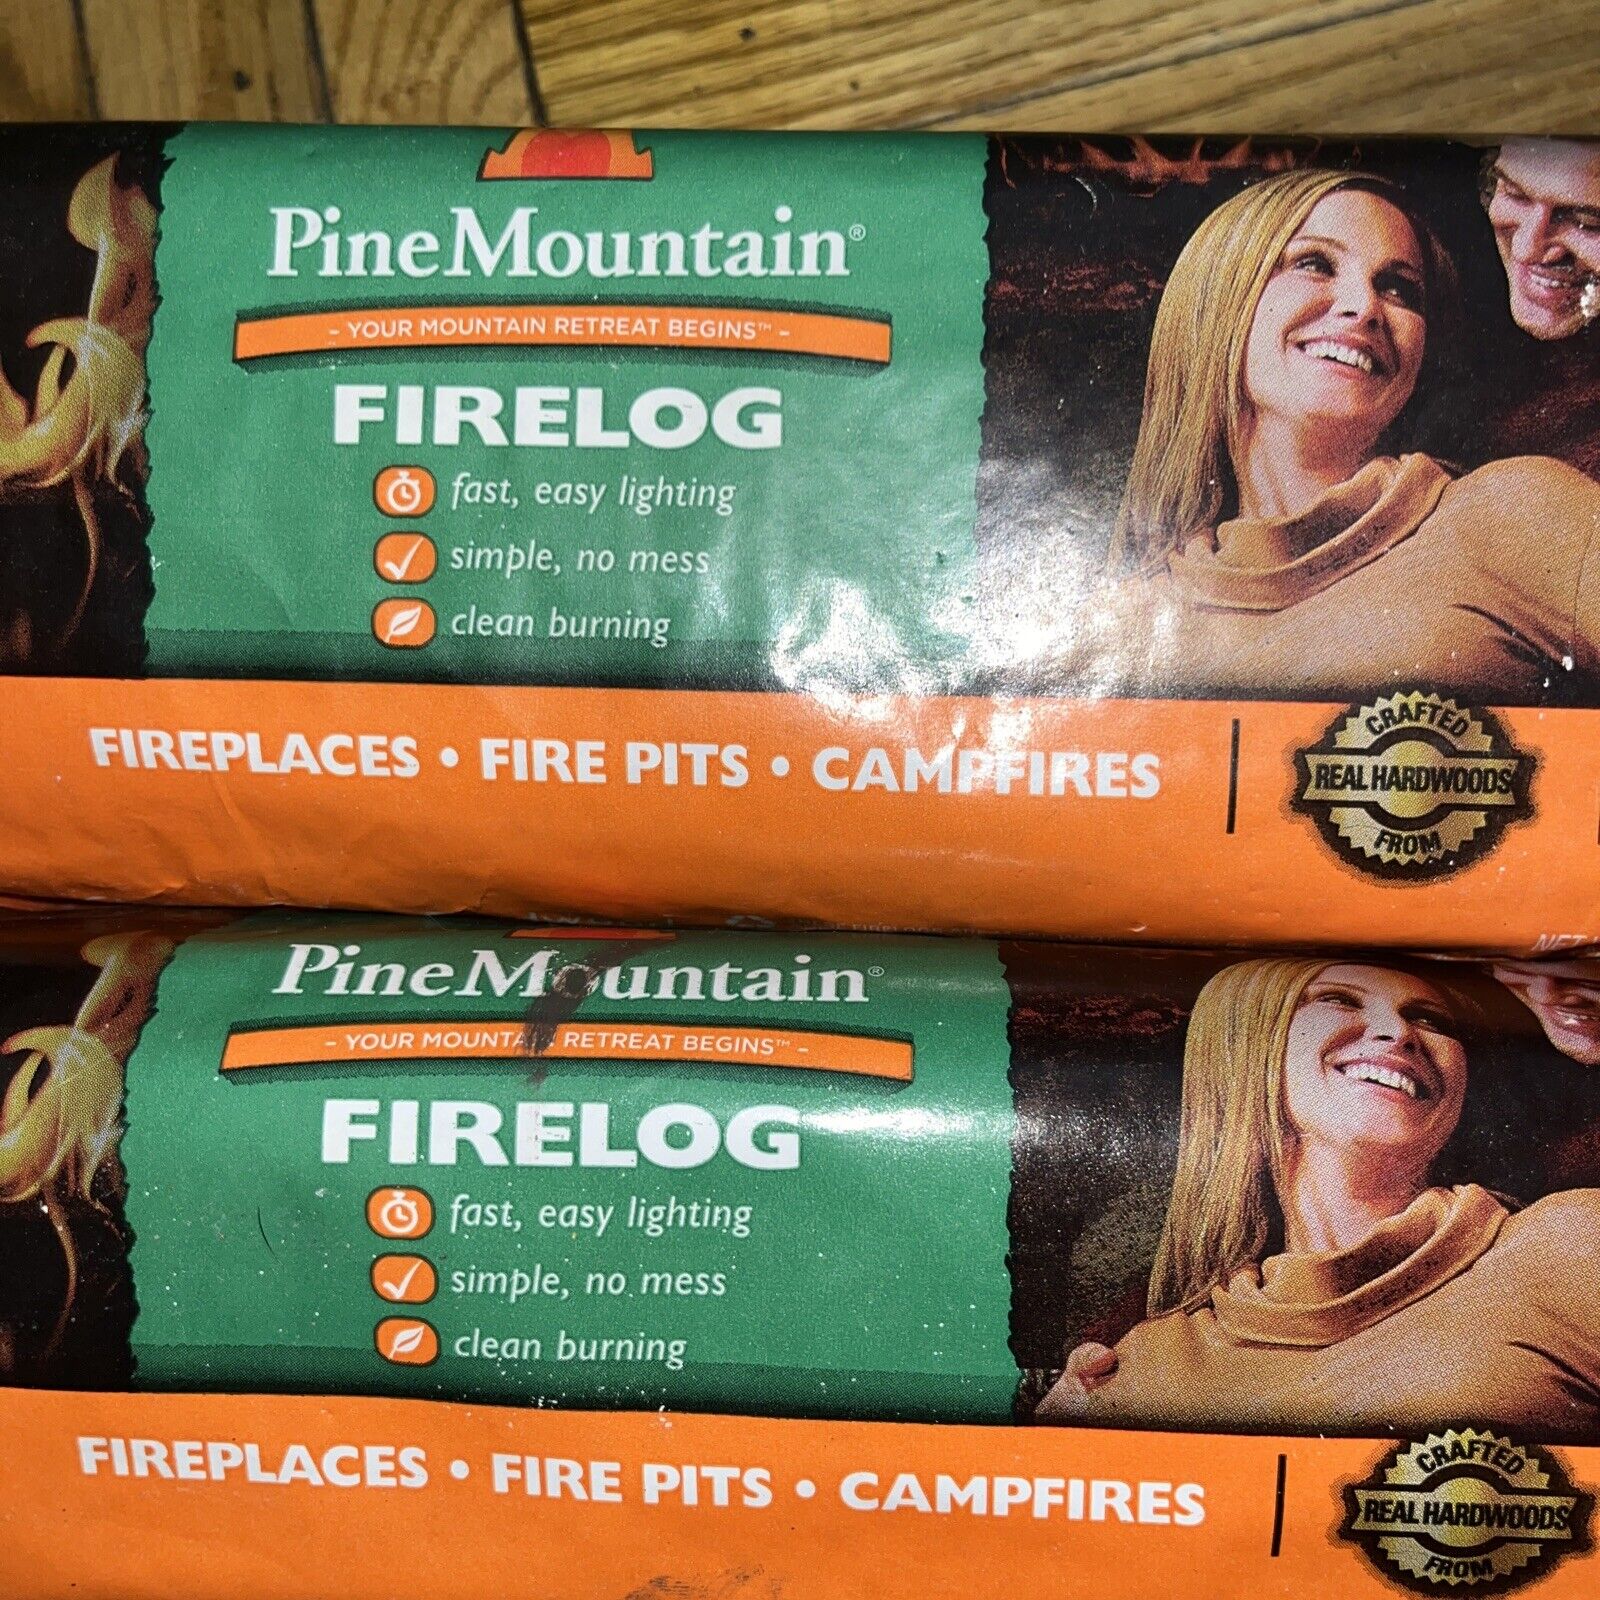 PineMountain®
- YOUR MOUNTAIN RETREAT BEGINS™ -
FIRELOG
fast, easy lighting
simple, no mess
clean burning
FIREPLACES • FIRE PITS • CAMPFIRES
CRAFTED
REAL HARDWOODS
FROM
NET
PineMountain®
- YOUR MOUNTAIN RETREAT BEGINS™ -
FIRELOG
fast, easy lighting
simple, no mess
clean burning
FIREPLACES • FIRE PITS • CAMPFIRES
CRAFTED
REAL HARDWOODS
FROM